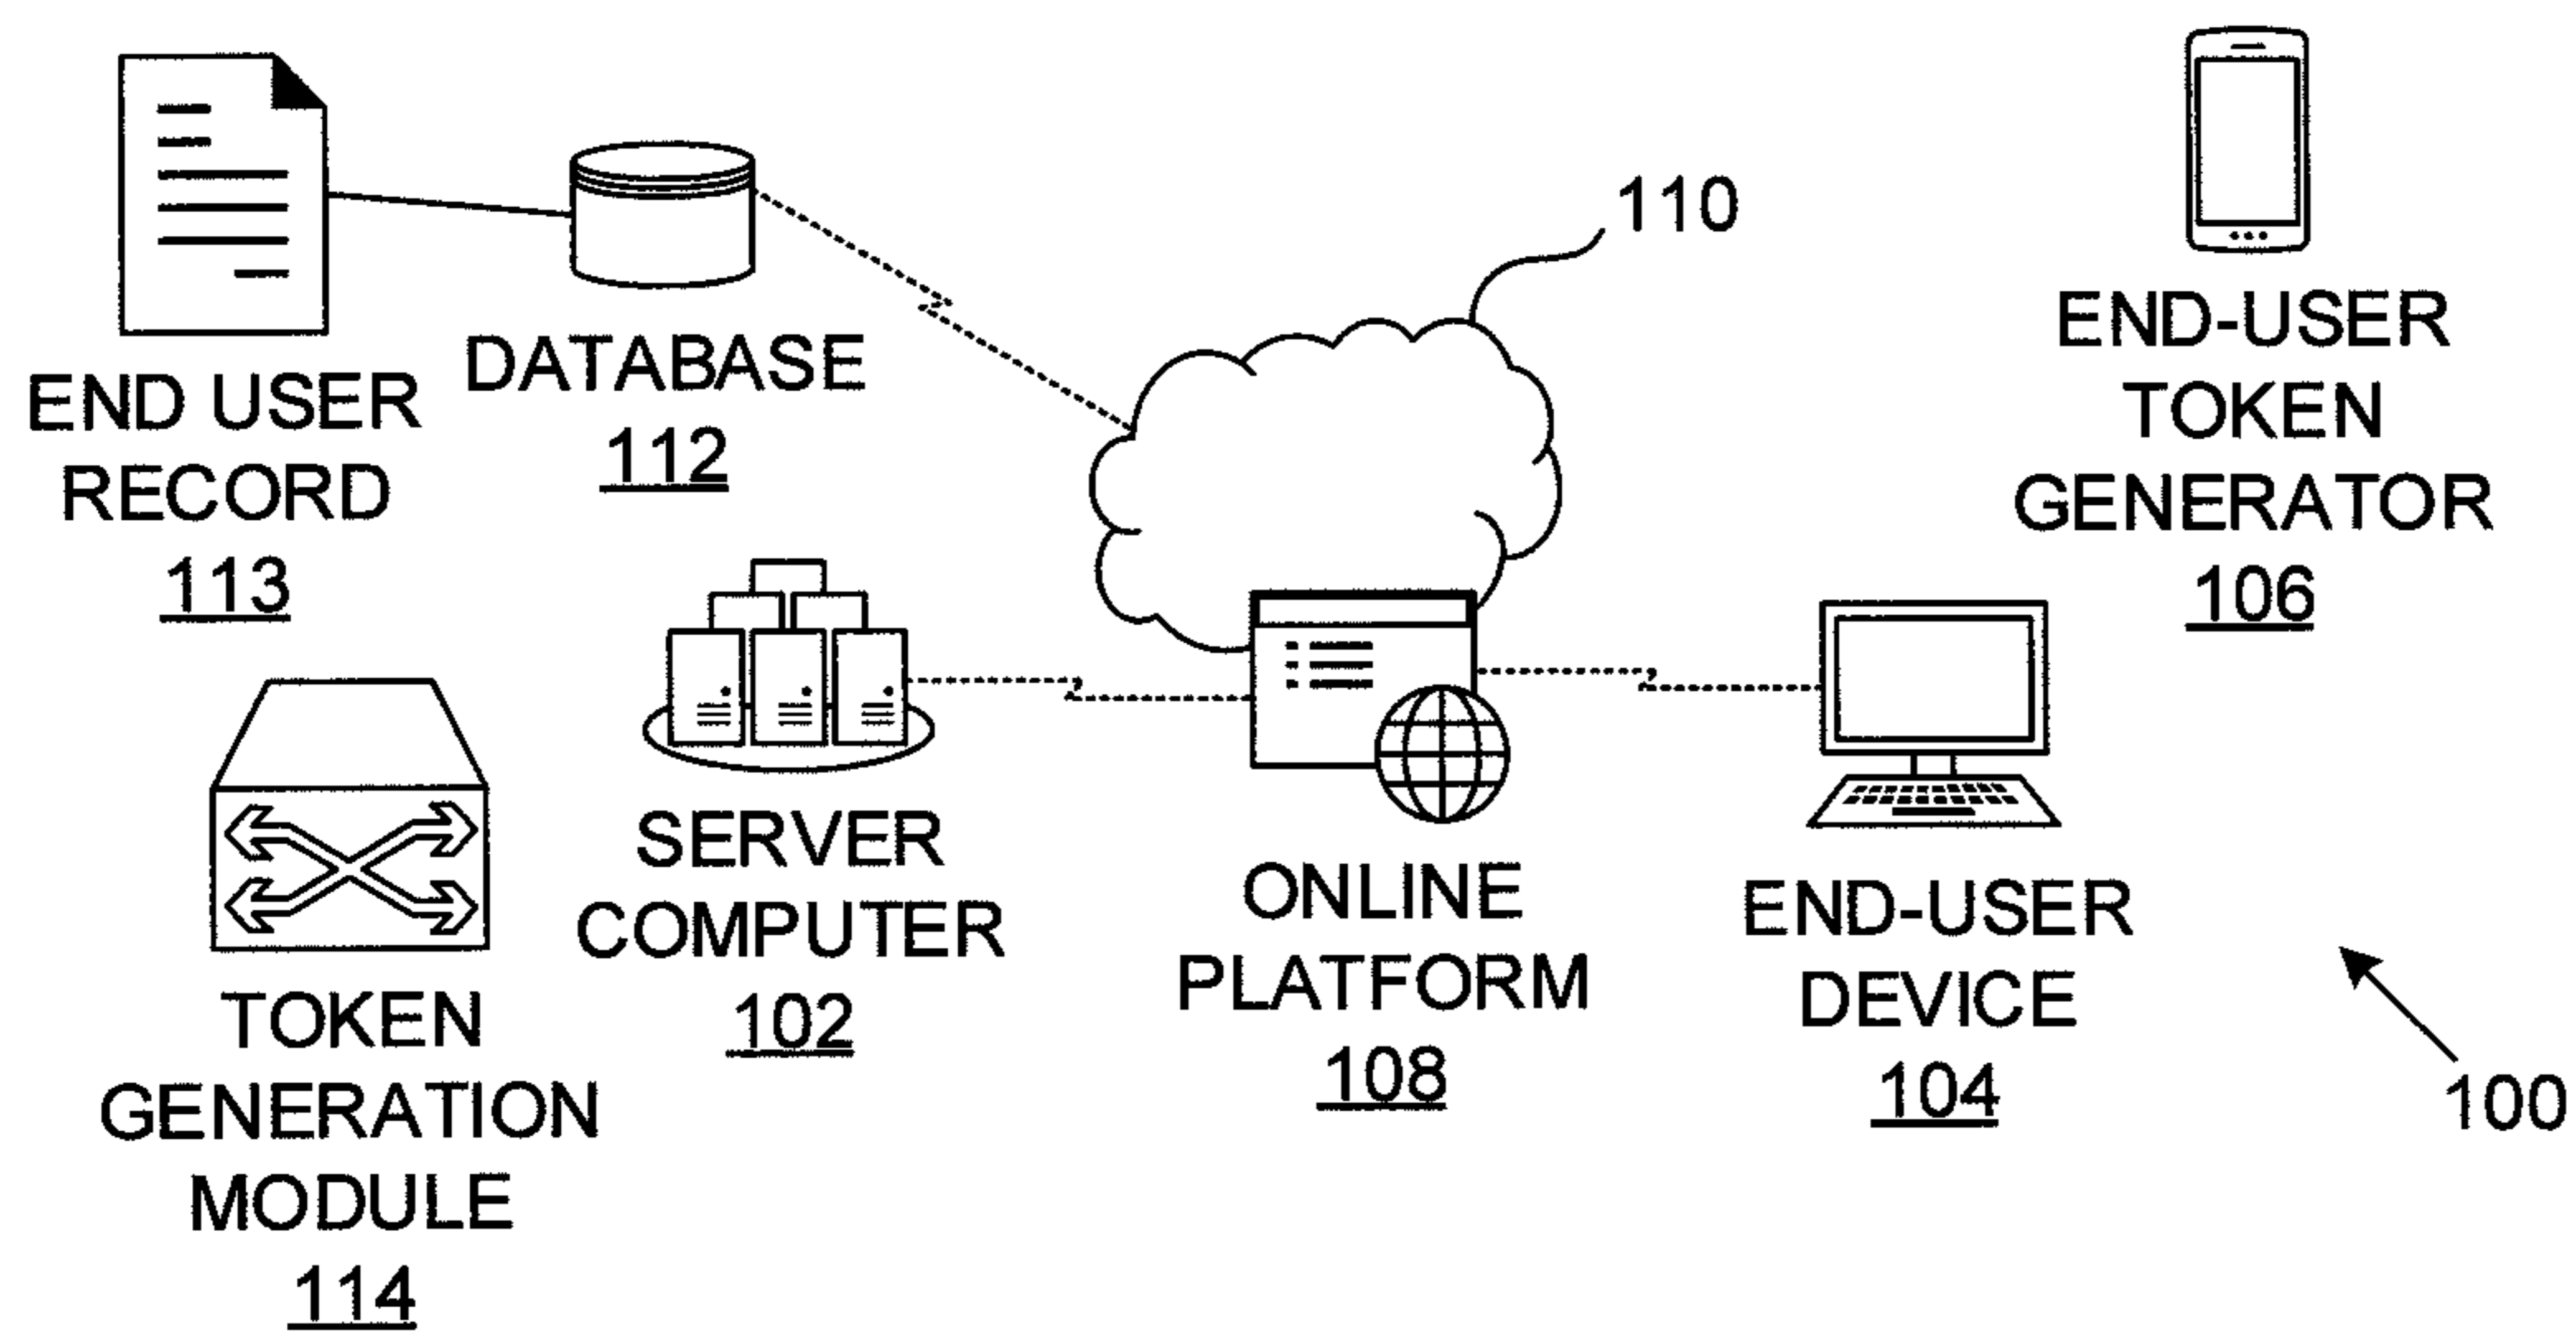 110
END-USER
TOKEN
GENERATOR
106
DATABASE
112
END USER
RECORD
113
SERVER
COMPUTER
102
ONLINE
PLATFORM
108
END-USER
DEVICE
104
TOKEN
GENERATION
MODULE
114
100